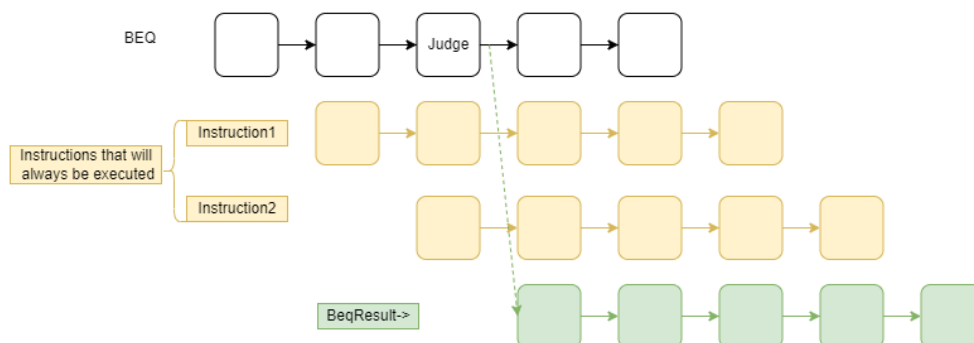 BEQ
Judge
Instruction1
Instructions that will
always be executed
Instruction2
BeqResult->